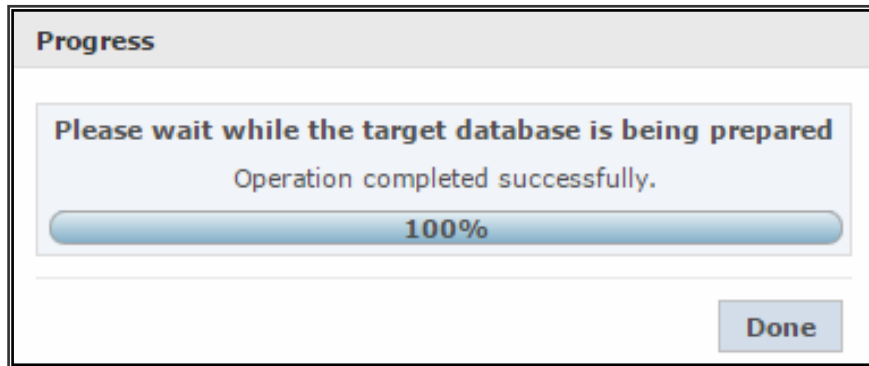 Progress
Please wait while the target database is being prepared
Operation completed successfully.
100%
Done